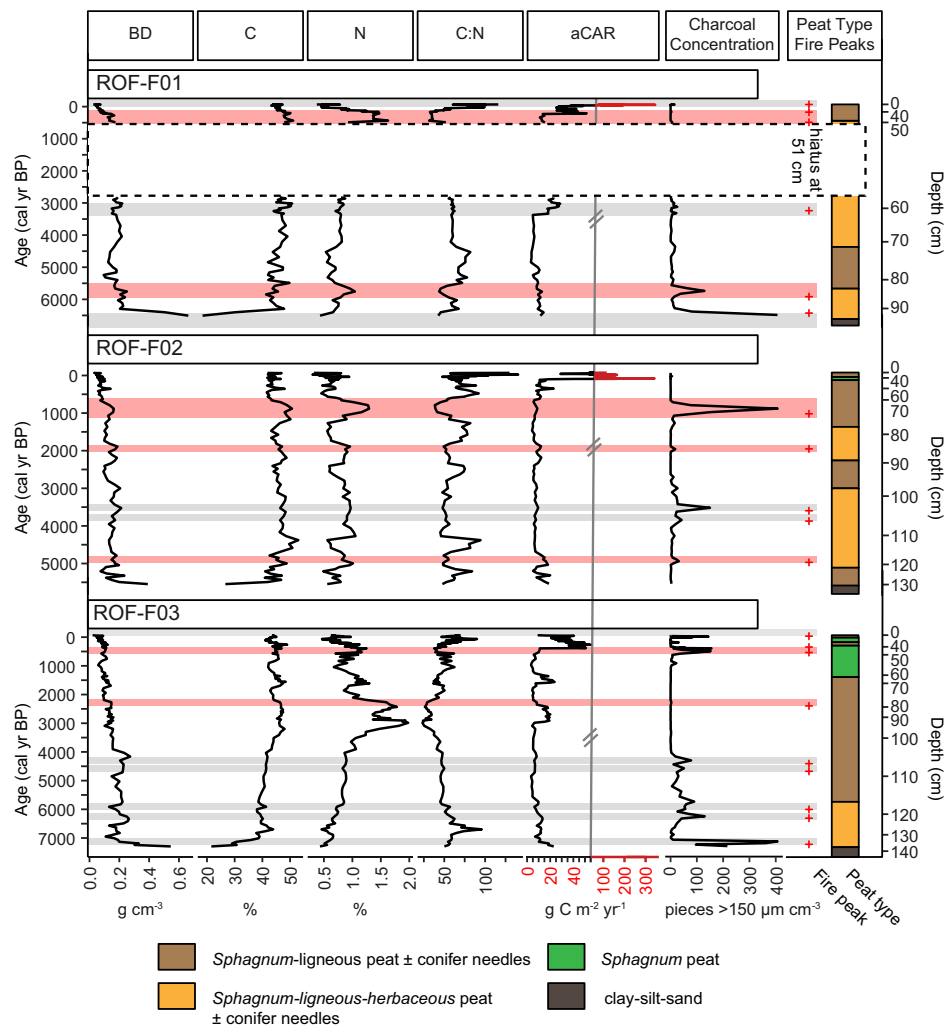 BD
C
N
C:N
aCAR
Charcoal
Concentration
Peat Type
Fire Peaks
ROF-F01
0
1000
2000
3000
4000
5000
6000
Age (cal yr BP)
hiatus at
51 cm
0
40
50
60
70
80
90
Depth (cm)
ROF-F02
0
1000
2000
3000
4000
5000
Age (cal yr BP)
0
40
60
70
80
90
100
110
120
130
Depth (cm)
ROF-F03
0
1000
2000
3000
4000
5000
6000
7000
Age (cal yr BP)
0
40
50
60
70
80
90
100
110
120
130
140
Depth (cm)
0.0 0.2 0.4 0.6
20 30 40 50
0.5 1.0 1.5 2.0
50 100
0 20 40 100 200 300
0 100 200 300 400
Fire peak
Peat type
g cm⁻³
%
%
g C m⁻² yr⁻¹
pieces >150 µm cm⁻³
Sphagnum-ligneous peat ± conifer needles
Sphagnum peat
Sphagnum-ligneous-herbaceous peat
± conifer needles
clay-silt-sand